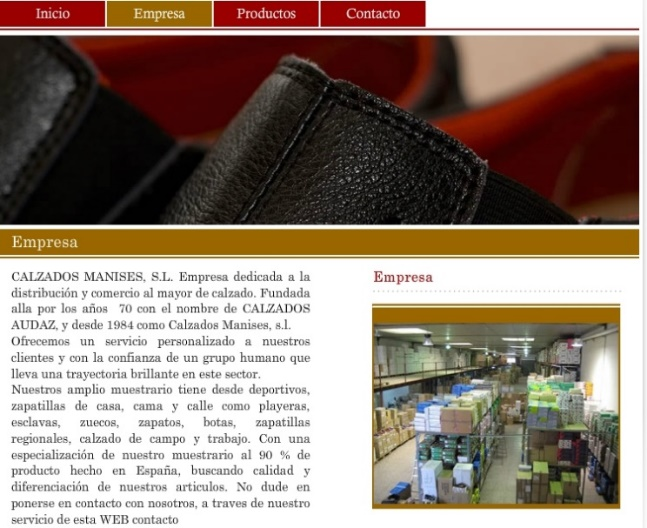 Inicio
Empresa
Productos
Contacto
Empresa
CALZADOS MANISES, S.L. Empresa dedicada a la
distribución y comercio al mayor de calzado. Fundada
alla por los años 70 con el nombre de CALZADOS
AUDAZ, y desde 1984 como Calzados Manises, s.l.
Ofrecemos un servicio personalizado a nuestros
clientes y con la confianza de un grupo humano que
lleva una trayectoria brillante en este sector.
Nuestros amplio muestrario tiene desde deportivos,
zapatillas de casa, cama y calle como playeras,
esclavas, zuecos, zapatos, botas, zapatillas
regionales, calzado de campo y trabajo. Con una
especialización de nuestro muestrario al 90 % de
producto hecho en España, buscando calidad y
diferenciación de nuestros articulos. No dude en
ponerse en contacto con nosotros, a traves de nuestro
servicio de esta WEB contacto
Empresa